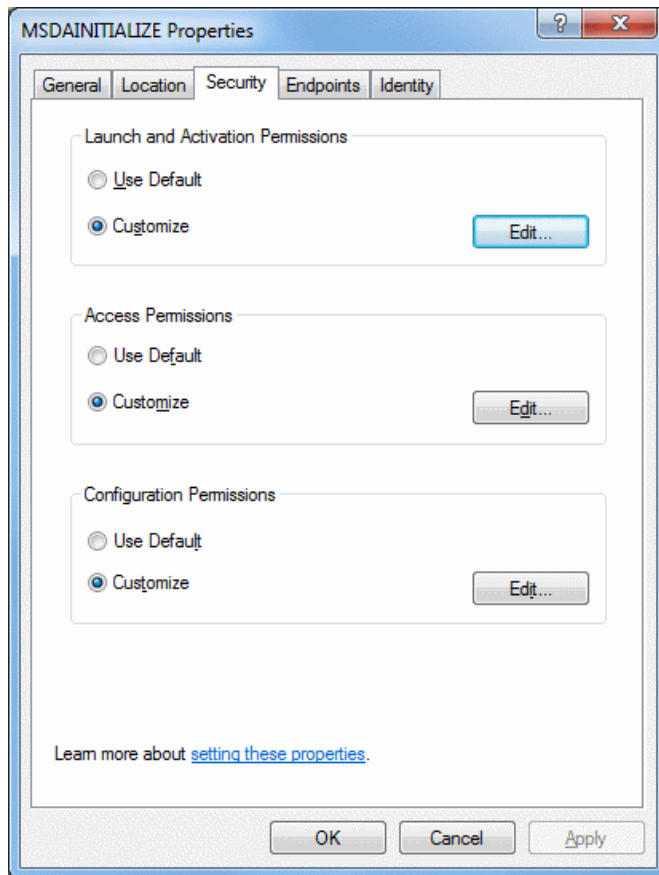 MSDAINITIALIZE Properties
General Location Security Endpoints Identity
Launch and Activation Permissions
Use Default
Customize
Edit...
Access Permissions
Use Default
Customize
Edit...
Configuration Permissions
Use Default
Customize
Edit...
Learn more about setting these properties.
OK Cancel Apply